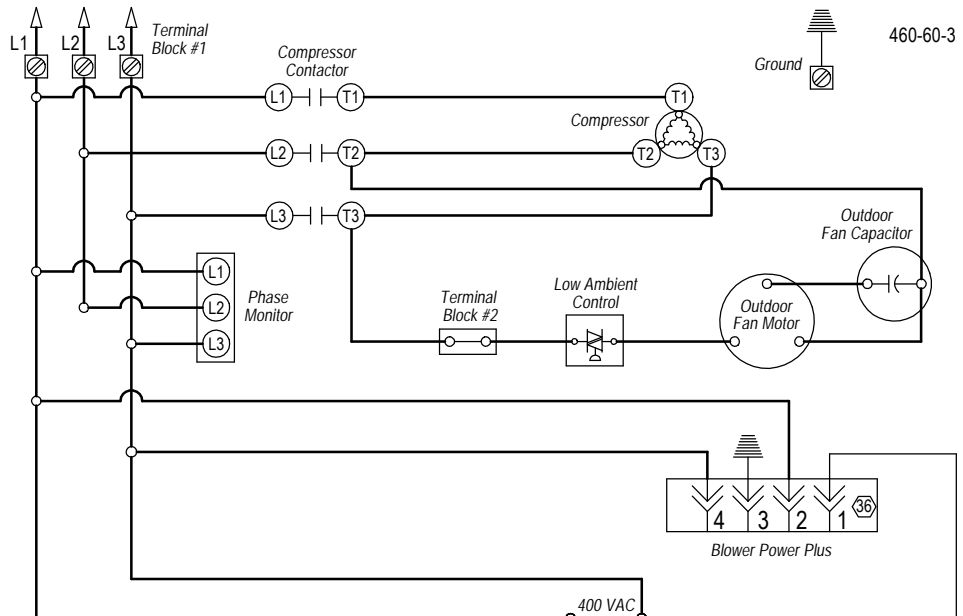 L1 L2 L3 Terminal
Block #1
460-60-3
Ground
Compressor
Contactor
L1 T1 T1
Compressor
L2 T2 T2 T3
L3 T3
Outdoor
Fan Capacitor
L1
L2
L3
Phase
Monitor
Terminal
Block #2
Low Ambient
Control
Outdoor
Fan Motor
4 3 2 1 36
Blower Power Plus
400 VAC